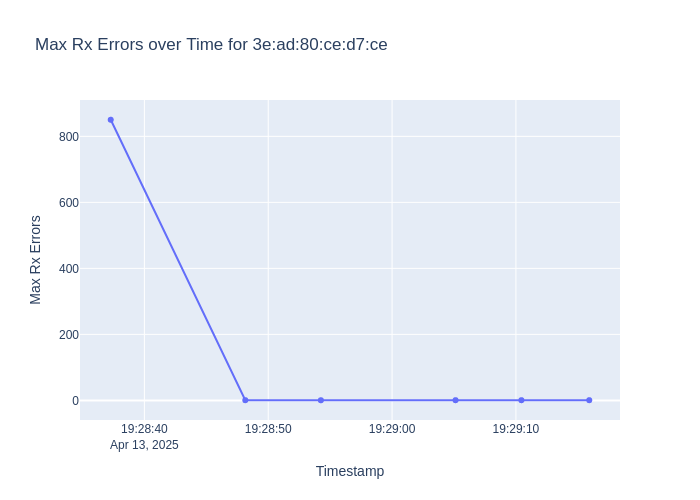 Max Rx Errors over Time for 3e:ad:80:ce:d7:ce
Max Rx Errors
800
600
400
200
0
19:28:40 19:28:50 19:29:00 19:29:10
Apr 13, 2025
Timestamp